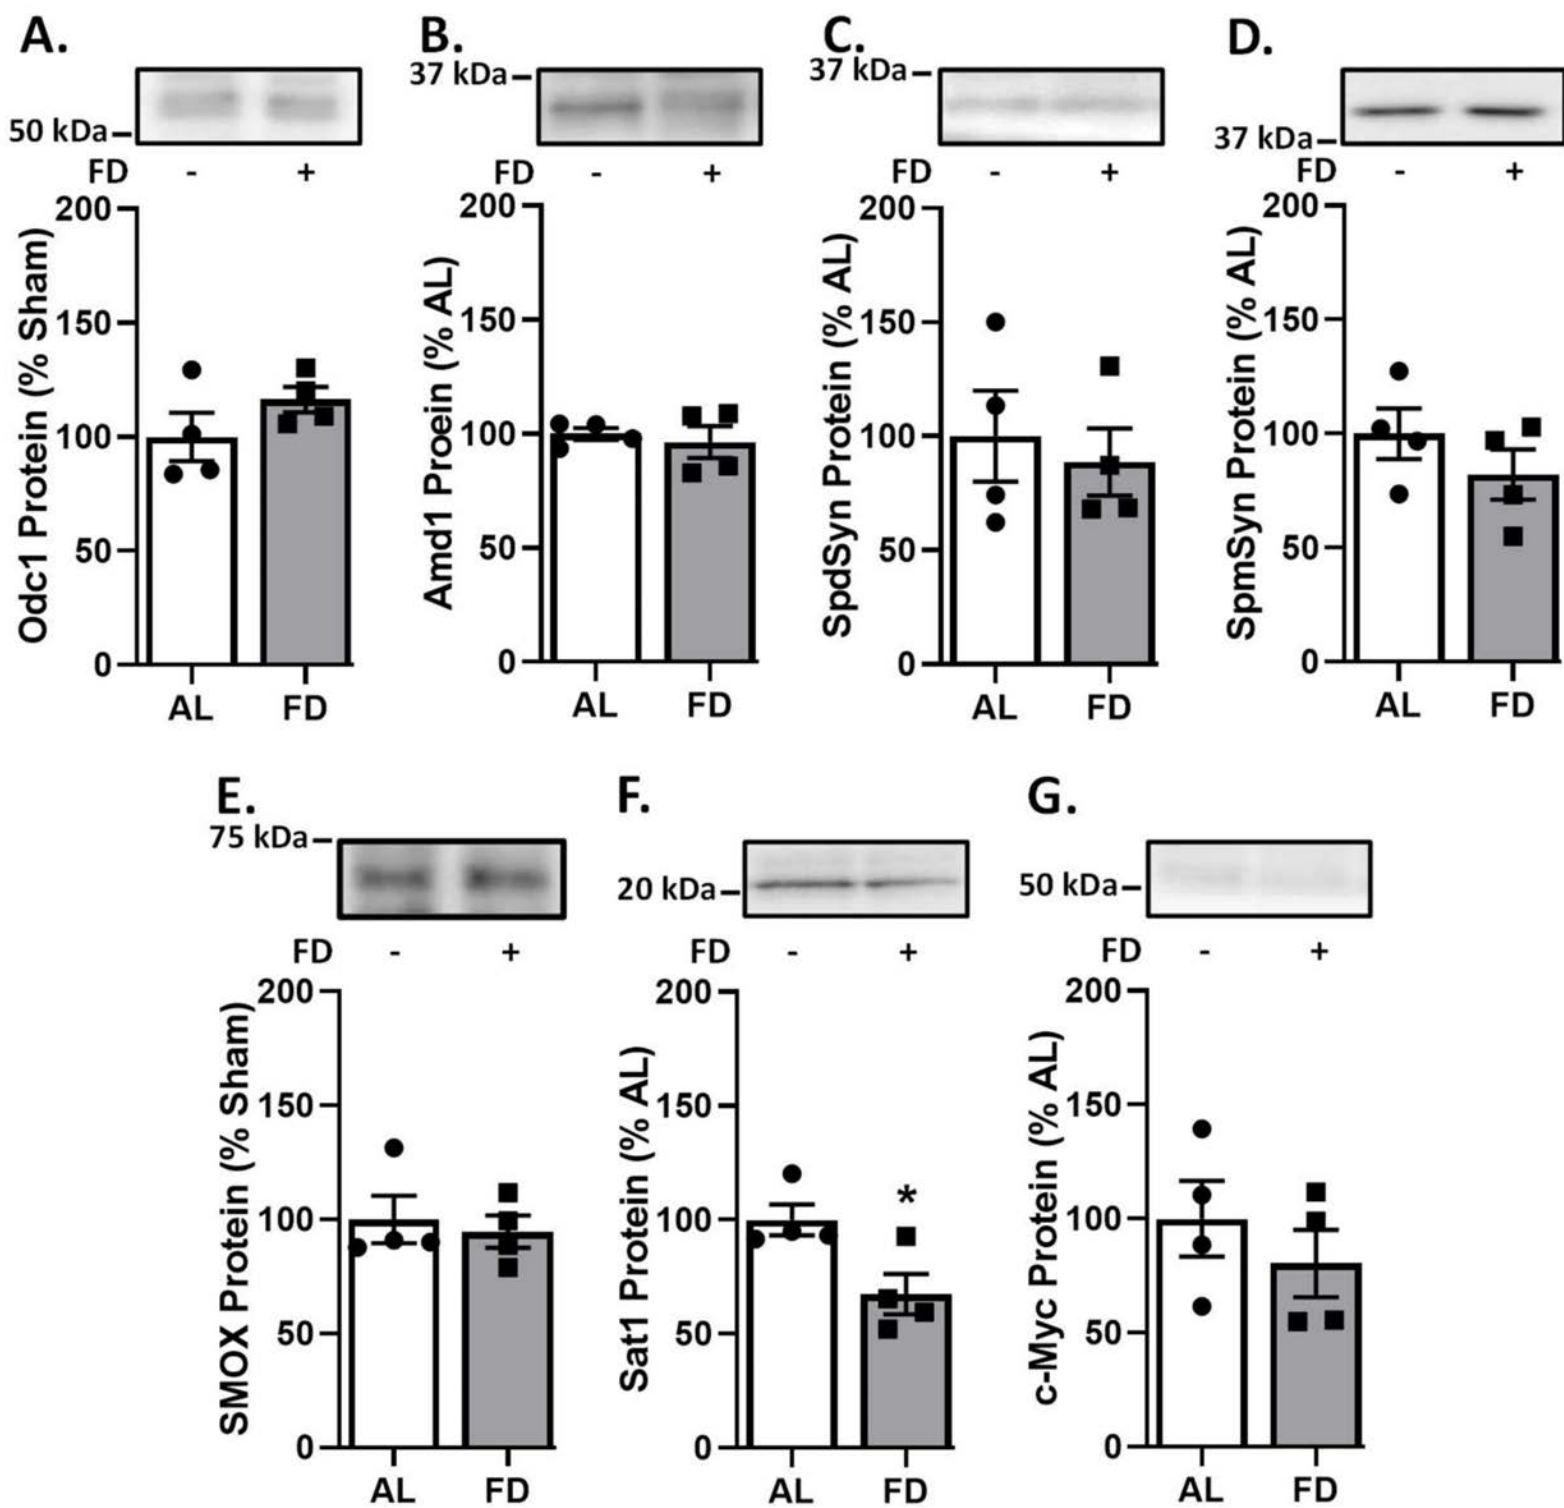 A.
50 kDa
FD - +
Odc1 Protein (% Sham)
200
150
100
50
0
AL FD
B.
37 kDa
FD - +
Amd1 Proein (% AL)
200
150
100
50
0
AL FD
C.
37 kDa
FD - +
SpdSyn Protein (% AL)
200
150
100
50
0
AL FD
D.
37 kDa
FD - +
SpmSyn Protein (% AL)
200
150
100
50
0
AL FD
E.
75 kDa
FD - +
SMOX Protein (% Sham)
200
150
100
50
0
AL FD
F.
20 kDa
FD - +
Sat1 Protein (% AL)
200
150
100
50
0
*
AL FD
G.
50 kDa
FD - +
c-Myc Protein (% AL)
200
150
100
50
0
AL FD